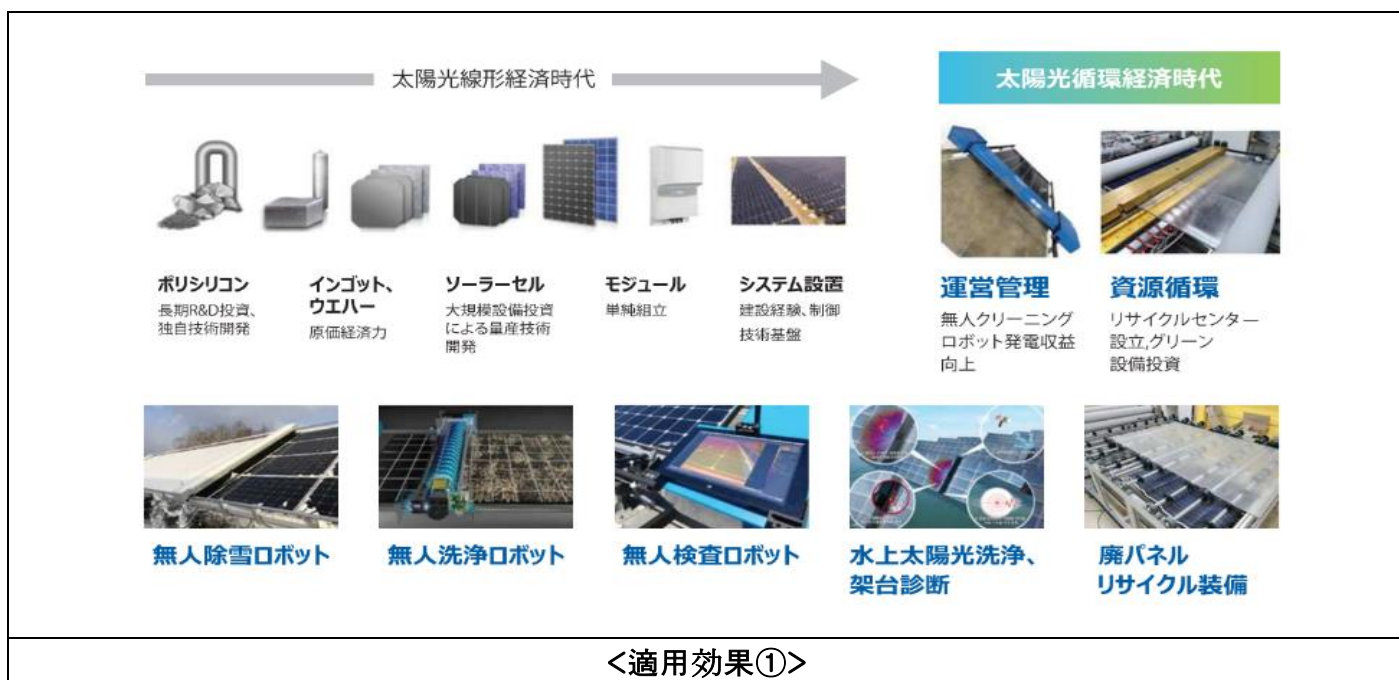 太陽光線形経済時代
太陽光循環経済時代
ポリシリコン
長期R&D投資、
独自技術開発
インゴット、
ウエハー
原価経済力
ソーラーセル
大規模設備投資
による量産技術
開発
モジュール
単純組立
システム設置
建設経験、制御
技術基盤
運営管理
無人クリーニング
ロボット発電収益
向上
資源循環
リサイクルセンター
設立,グリーン
設備投資
無人除雪ロボット
無人洗浄ロボット
無人検査ロボット
水上太陽光洗浄、
架台診断
廃パネル
リサイクル装備
<適用効果①>